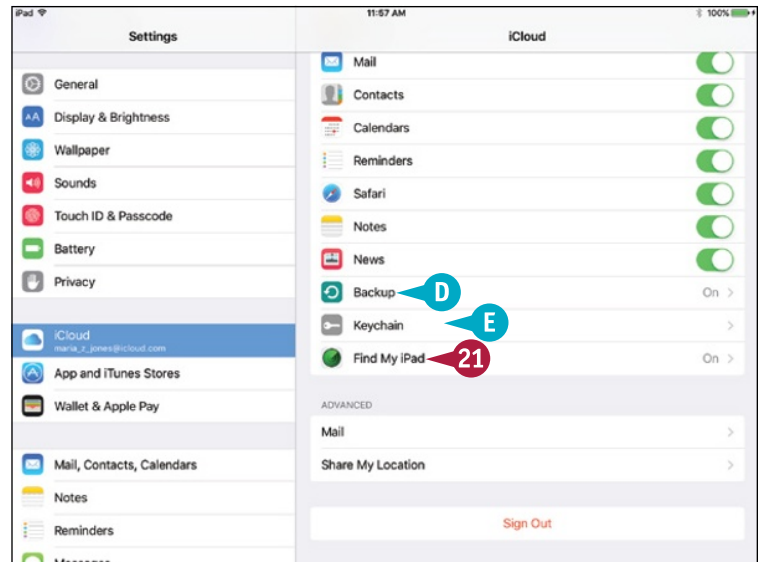 iPad 11:57 AM 100%
Settings
iCloud
General
Display & Brightness
Wallpaper
Sounds
Touch ID & Passcode
Battery
Privacy
iCloud
maria_z_jones@icloud.com
App and iTunes Stores
Wallet & Apple Pay
Mail, Contacts, Calendars
Notes
Reminders
Messages
Mail
Contacts
Calendars
Reminders
Safari
Notes
News
Backup D On >
Keychain E >
Find My iPad 21 On >
ADVANCED
Mail >
Share My Location >
Sign Out